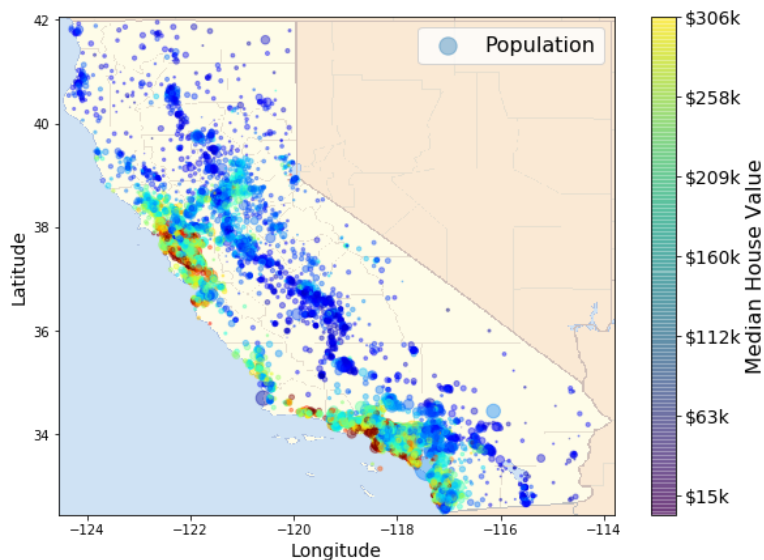 42
40
38
36
34
Latitude
−124
−122
−120
−118
−116
−114
Longitude
Population
$306k
$258k
$209k
$160k
$112k
$63k
$15k
Median House Value